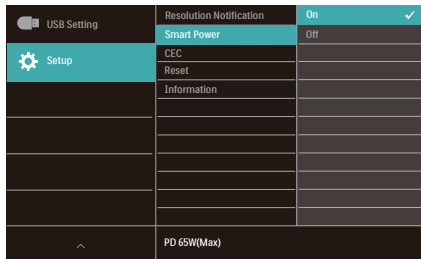 USB Setting
Setup
Resolution Notification
Smart Power
CEC
Reset
Information
On
Off
PD 65W(Max)